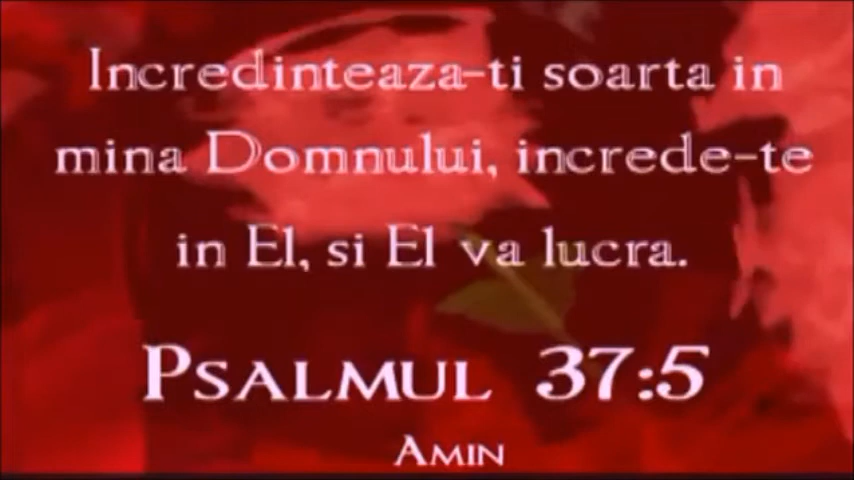 Incredinteaza-ti soarta in
mina Domnului, increde-te
in El, si El va lucra.
Psalmul 37:5
Amin